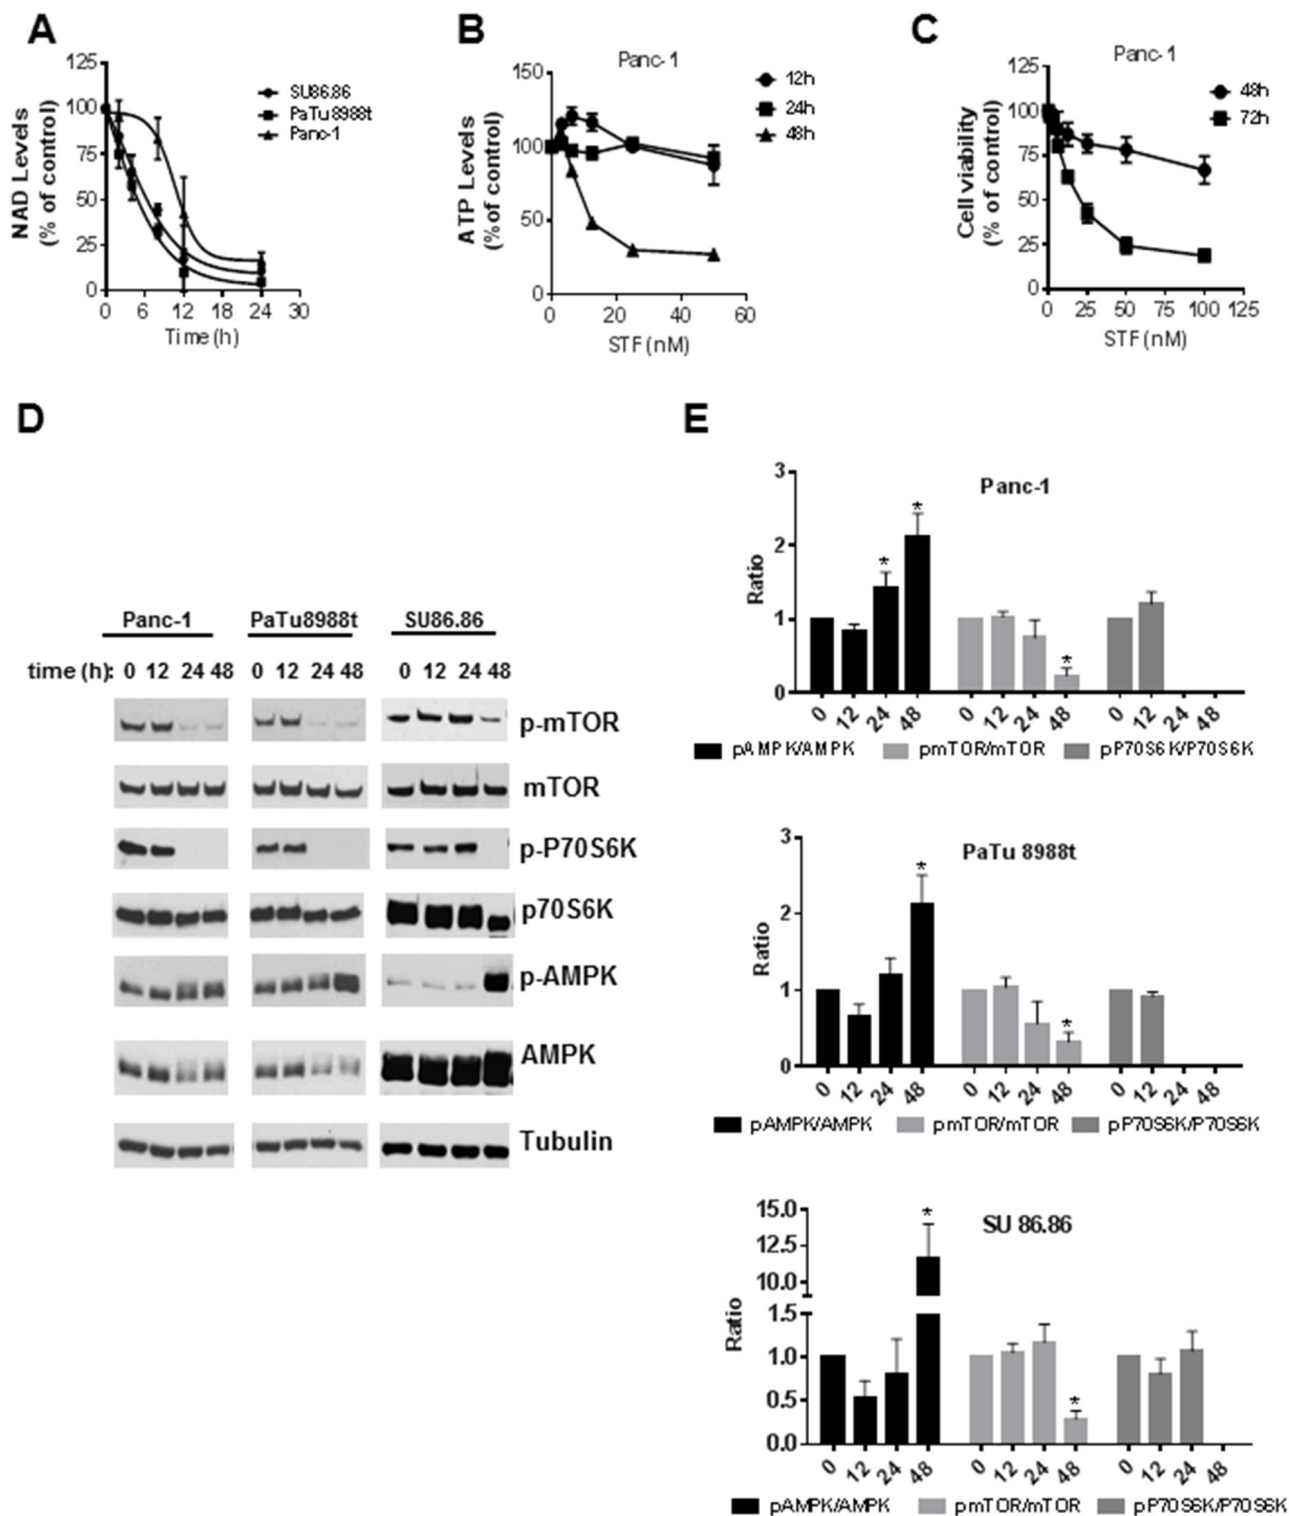 A
125
100
75
50
25
0
NAD Levels
(% of control)
0 6 12 18 24 30
Time (h)
SU86.86
PaTu8988t
Panc-1
B
Panc-1
150
100
50
0
ATP Levels
(%of control)
0 20 40 60
STF (nM)
12h
24h
48h
C
Panc-1
125
100
75
50
25
0
Cell viability
(% of control)
0 25 50 75 100 125
STF (nM)
48h
72h
D
Panc-1 PaTu8988t SU86.86
time (h): 0 12 24 48 0 12 24 48 0 12 24 48
p-mTOR
mTOR
p-P70S6K
p70S6K
p-AMPK
AMPK
Tubulin
E
Panc-1
3
2
1
0
Ratio
* * *
0 12 24 48 0 12 24 48 0 12 24 48
pAMPK/AMPK pmTOR/mTOR pP70S6K/P70S6K
PaTu 8988t
3
2
1
0
Ratio
* *
0 12 24 48 0 12 24 48 0 12 24 48
pAMPK/AMPK pmTOR/mTOR pP70S6K/P70S6K
SU 86.86
15.0
12.5
10.0
1.5
1.0
0.5
0.0
Ratio
* *
0 12 24 48 0 12 24 48 0 12 24 48
pAMPK/AMPK pmTOR/mTOR pP70S6K/P70S6K